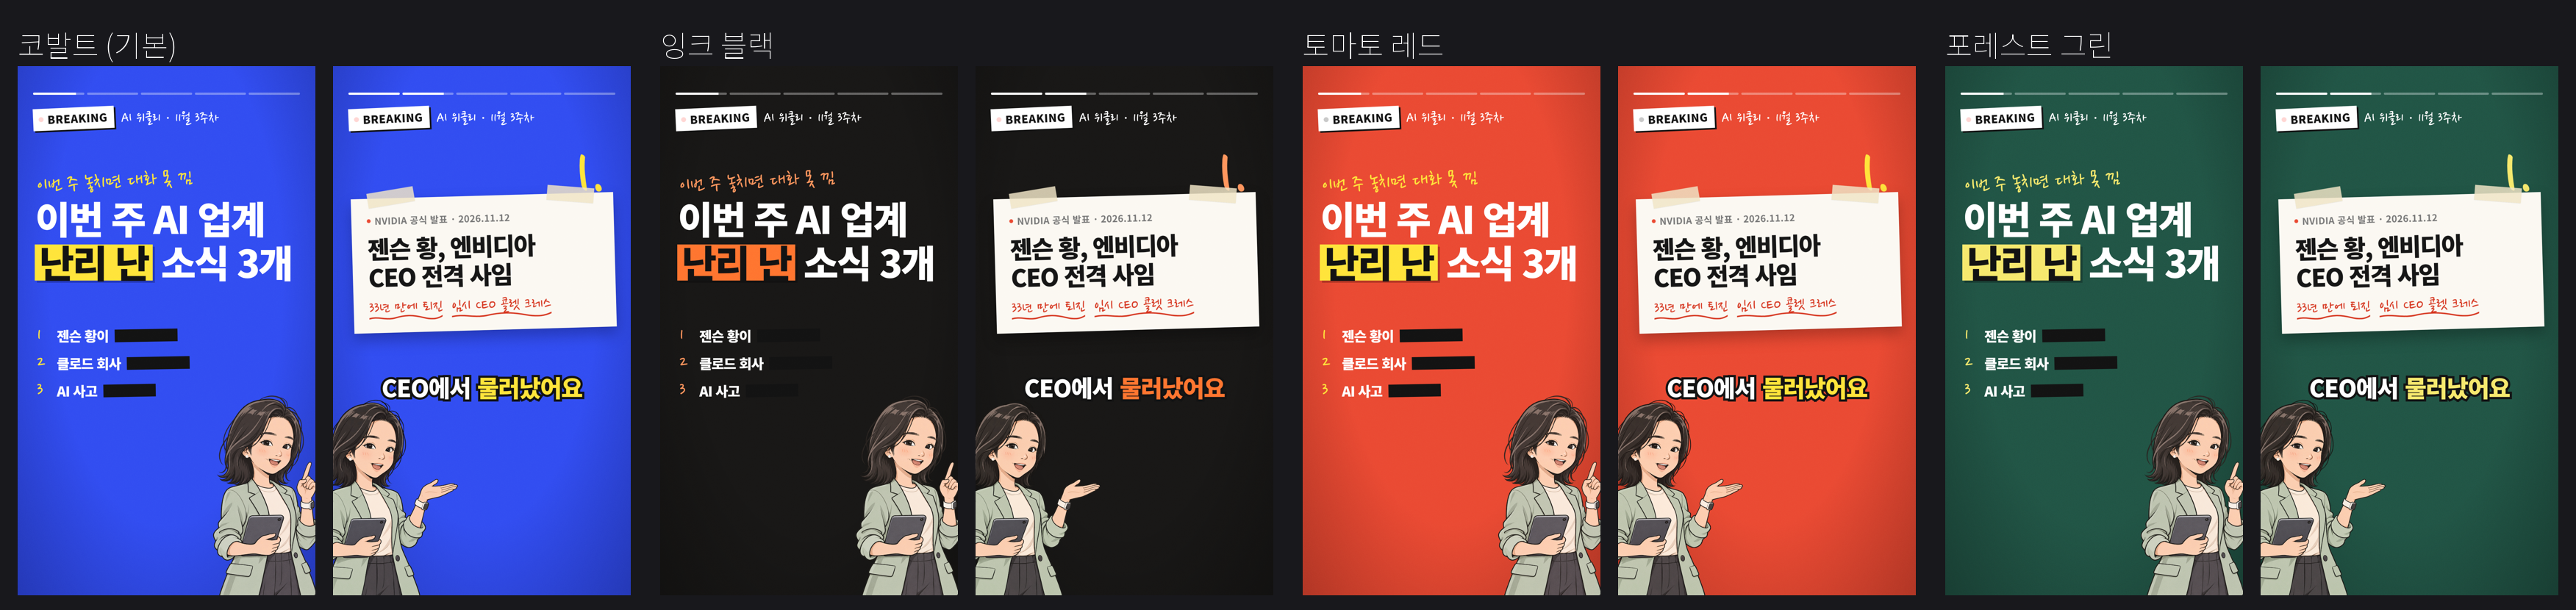 코발트 (기본)
BREAKING AI 위클리 · 11월 3주차
이번 주 놓치면 대화 못 낌
이번 주 AI 업계
난리 난 소식 3개
1 젠슨 황이
2 클로드 회사
3 AI 사고
BREAKING AI 위클리 · 11월 3주차
NVIDIA 공식 발표 · 2026.11.12
젠슨 황, 엔비디아
CEO 전격 사임
33년 만에 퇴진 임시 CEO 콜렛 크레스
CEO에서 물러났어요
잉크 블랙
BREAKING AI 위클리 · 11월 3주차
이번 주 놓치면 대화 못 낌
이번 주 AI 업계
난리 난 소식 3개
1 젠슨 황이
2 클로드 회사
3 AI 사고
BREAKING AI 위클리 · 11월 3주차
NVIDIA 공식 발표 · 2026.11.12
젠슨 황, 엔비디아
CEO 전격 사임
33년 만에 퇴진 임시 CEO 콜렛 크레스
CEO에서 물러났어요
토마토 레드
BREAKING AI 위클리 · 11월 3주차
이번 주 놓치면 대화 못 낌
이번 주 AI 업계
난리 난 소식 3개
1 젠슨 황이
2 클로드 회사
3 AI 사고
BREAKING AI 위클리 · 11월 3주차
NVIDIA 공식 발표 · 2026.11.12
젠슨 황, 엔비디아
CEO 전격 사임
33년 만에 퇴진 임시 CEO 콜렛 크레스
CEO에서 물러났어요
포레스트 그린
BREAKING AI 위클리 · 11월 3주차
이번 주 놓치면 대화 못 낌
이번 주 AI 업계
난리 난 소식 3개
1 젠슨 황이
2 클로드 회사
3 AI 사고
BREAKING AI 위클리 · 11월 3주차
NVIDIA 공식 발표 · 2026.11.12
젠슨 황, 엔비디아
CEO 전격 사임
33년 만에 퇴진 임시 CEO 콜렛 크레스
CEO에서 물러났어요